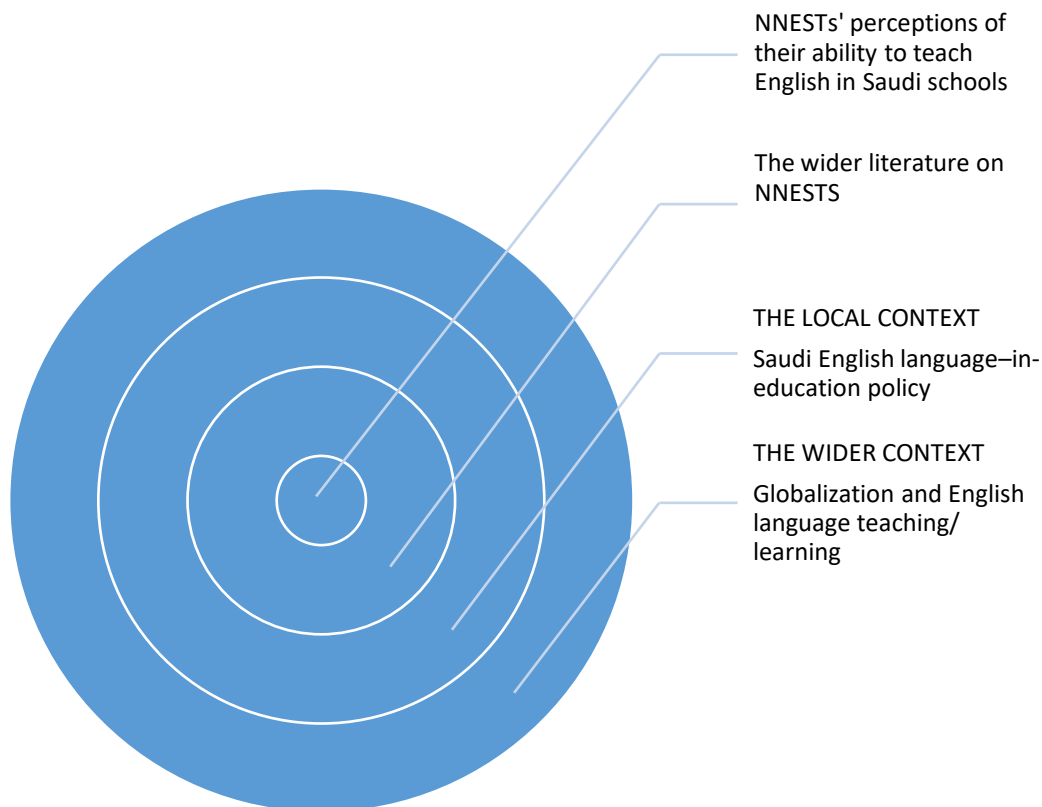 NNESTs' perceptions of
their ability to teach
English in Saudi schools
The wider literature on
NNESTS
THE LOCAL CONTEXT
Saudi English language–in-
education policy
THE WIDER CONTEXT
Globalization and English
language teaching/
learning